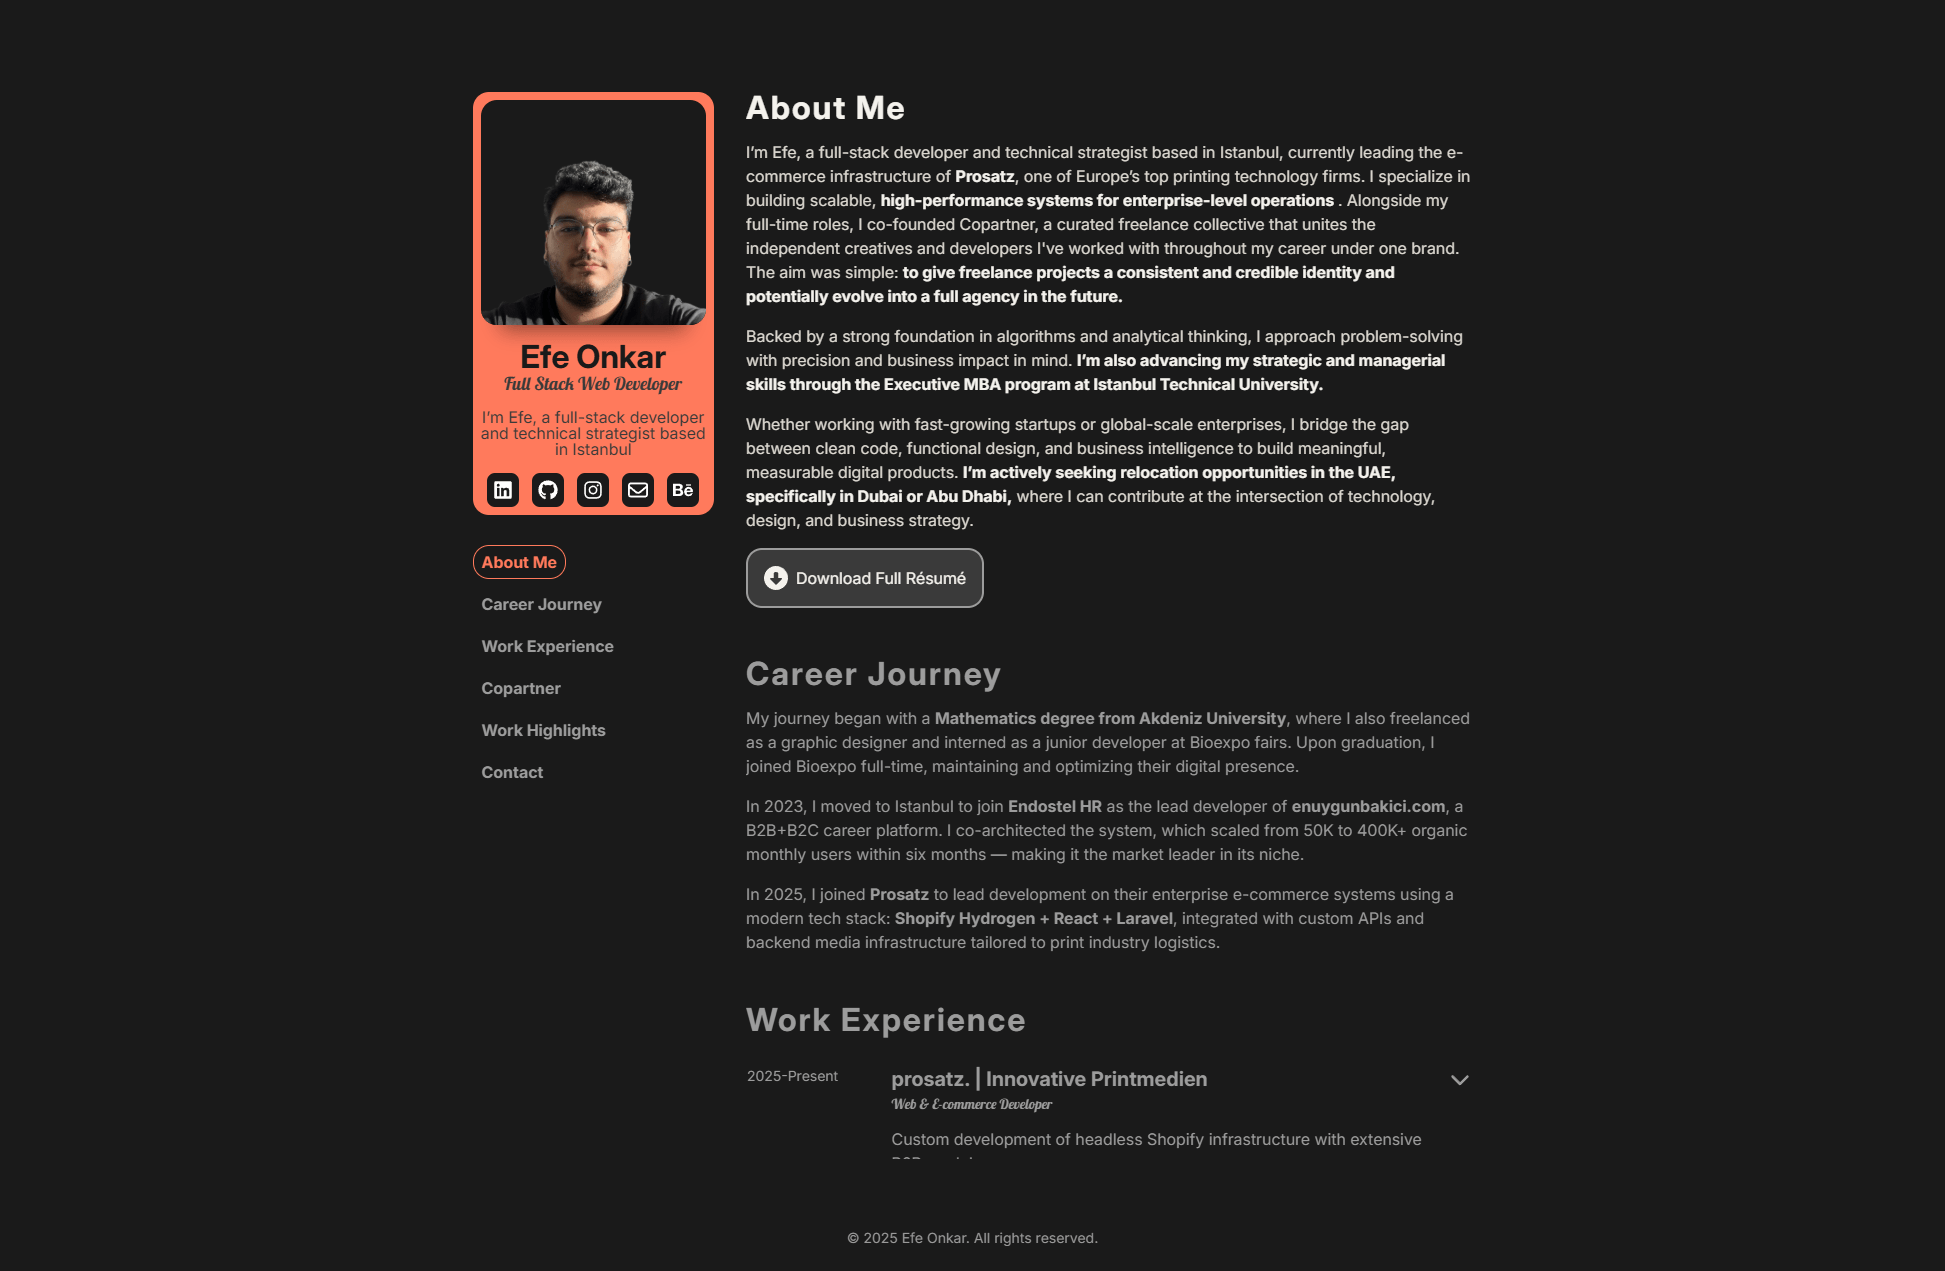 Efe Onkar
Full Stack Web Developer
I’m Efe, a full-stack developer
and technical strategist based
in Istanbul
Bē
About Me
Career Journey
Work Experience
Copartner
Work Highlights
Contact
About Me
I’m Efe, a full-stack developer and technical strategist based in Istanbul, currently leading the e-
commerce infrastructure of Prosatz, one of Europe’s top printing technology firms. I specialize in
building scalable, high-performance systems for enterprise-level operations . Alongside my
full-time roles, I co-founded Copartner, a curated freelance collective that unites the
independent creatives and developers I've worked with throughout my career under one brand.
The aim was simple: to give freelance projects a consistent and credible identity and
potentially evolve into a full agency in the future.
Backed by a strong foundation in algorithms and analytical thinking, I approach problem-solving
with precision and business impact in mind. I’m also advancing my strategic and managerial
skills through the Executive MBA program at Istanbul Technical University.
Whether working with fast-growing startups or global-scale enterprises, I bridge the gap
between clean code, functional design, and business intelligence to build meaningful,
measurable digital products. I’m actively seeking relocation opportunities in the UAE,
specifically in Dubai or Abu Dhabi, where I can contribute at the intersection of technology,
design, and business strategy.
Download Full Résumé
Career Journey
My journey began with a Mathematics degree from Akdeniz University, where I also freelanced
as a graphic designer and interned as a junior developer at Bioexpo fairs. Upon graduation, I
joined Bioexpo full-time, maintaining and optimizing their digital presence.
In 2023, I moved to Istanbul to join Endostel HR as the lead developer of enuygunbakici.com, a
B2B+B2C career platform. I co-architected the system, which scaled from 50K to 400K+ organic
monthly users within six months — making it the market leader in its niche.
In 2025, I joined Prosatz to lead development on their enterprise e-commerce systems using a
modern tech stack: Shopify Hydrogen + React + Laravel, integrated with custom APIs and
backend media infrastructure tailored to print industry logistics.
Work Experience
2025-Present
prosatz. | Innovative Printmedien
Web & E-commerce Developer
Custom development of headless Shopify infrastructure with extensive
© 2025 Efe Onkar. All rights reserved.